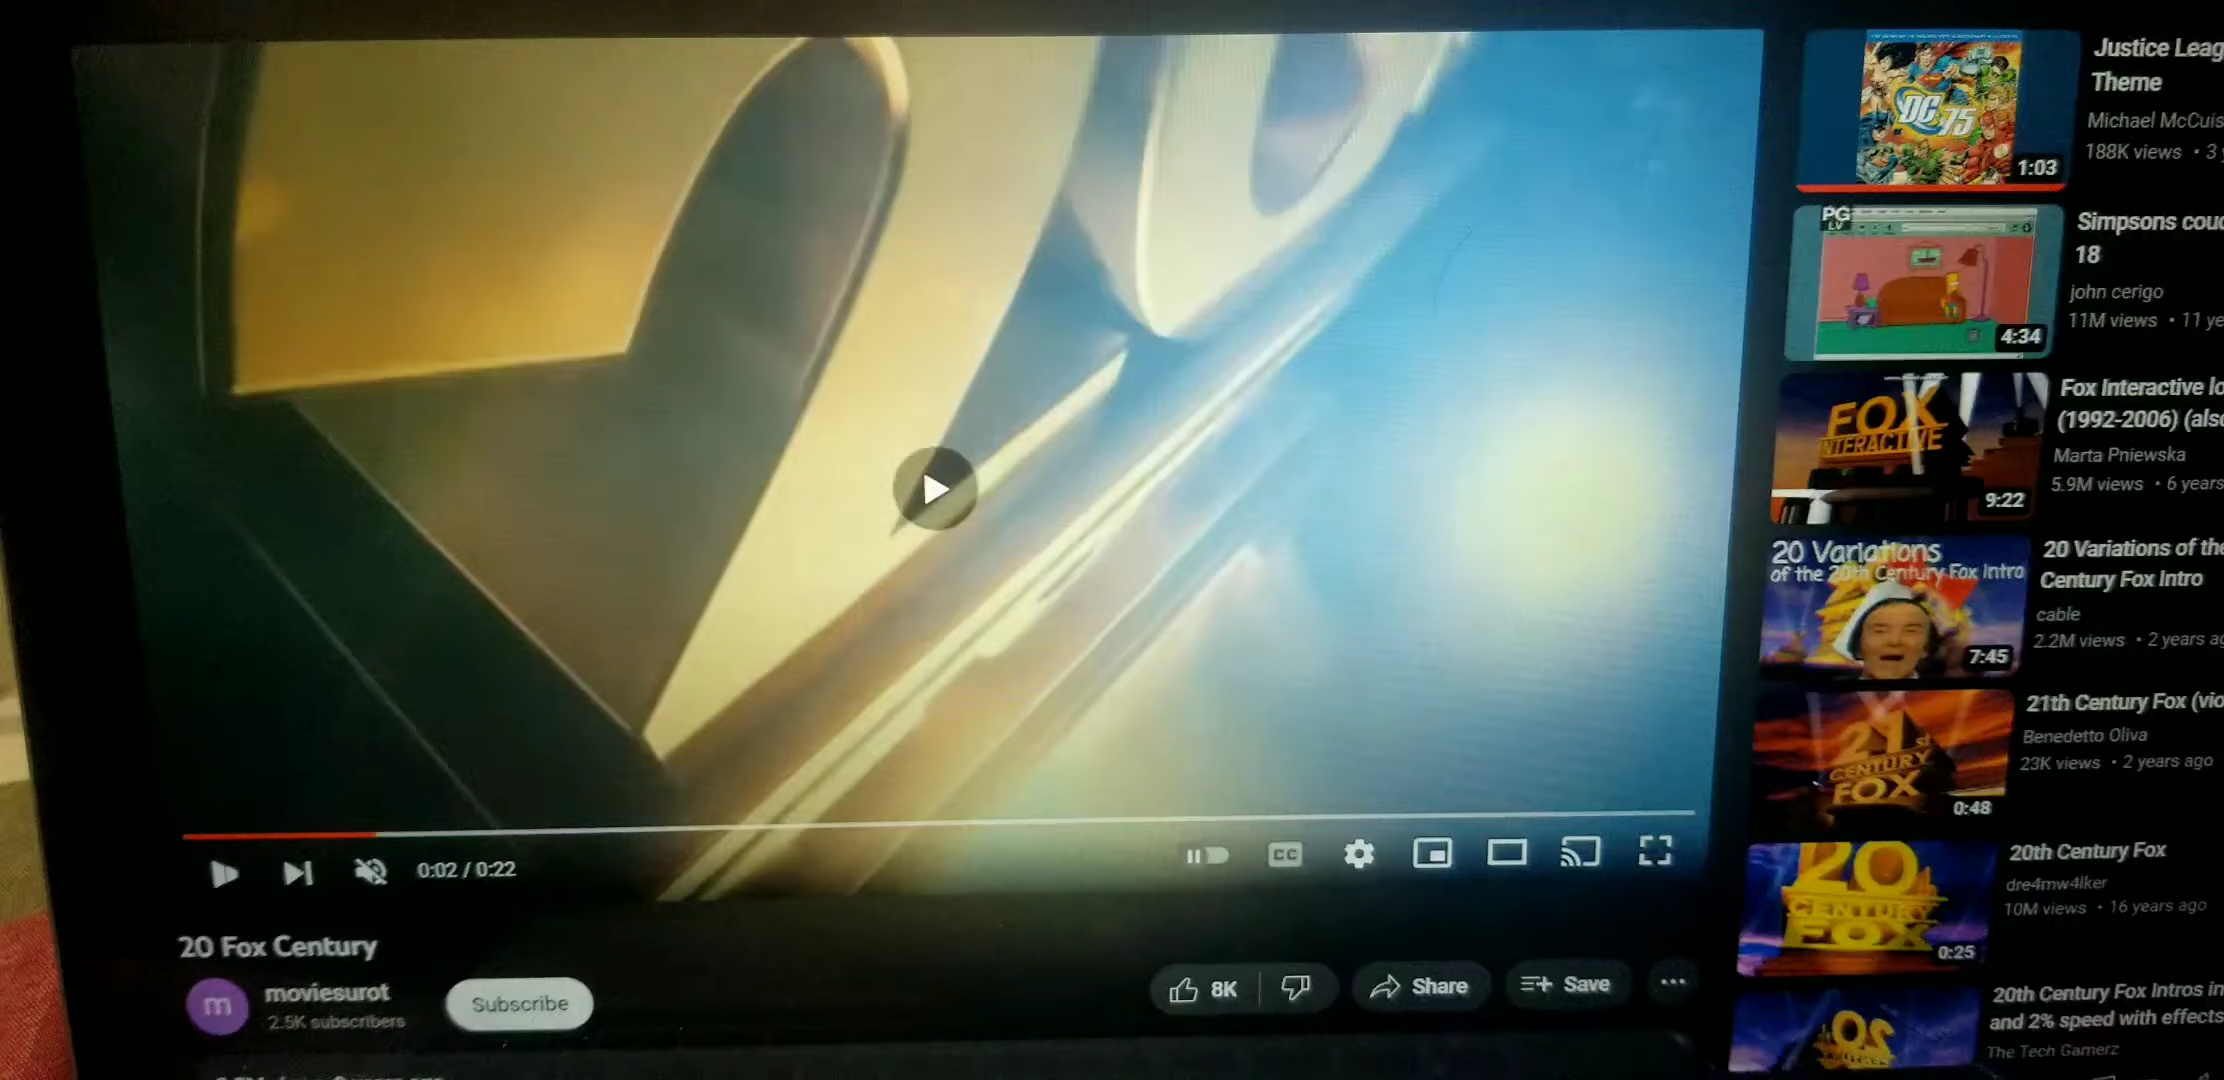 0:02 / 0:22
CC
20 Fox Century
m
moviesurot
2.5K subscribers
Subscribe
8K
Share
Save
DC 75
1:03
Justice Leag
Theme
Michael McCuis
188K views • 3
PG
LV
4:34
Simpsons couc
18
john cerigo
11M views • 11 ye
FOX
INTERACTIVE
9:22
Fox Interactive lo
(1992-2006) (also
Marta Pniewska
5.9M views • 6 years
20 Variations
of the 20th Century Fox Intro
7:45
20 Variations of the
Century Fox Intro
cable
2.2M views • 2 years ag
21st
CENTURY
FOX
0:48
21th Century Fox (vio
Benedetto Oliva
23K views • 2 years ago
20
CENTURY
FOX
0:25
20th Century Fox
dre4mw4lker
10M views • 16 years ago
20th Century Fox Intros in
and 2% speed with effects
The Tech Gamerz